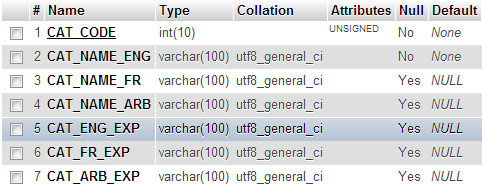 # Name Type Collation Attributes Null Default
1 CAT_CODE int(10) UNSIGNED No None
2 CAT_NAME_ENG varchar(100) utf8_general_ci No None
3 CAT_NAME_FR varchar(100) utf8_general_ci Yes NULL
4 CAT_NAME_ARB varchar(100) utf8_general_ci Yes NULL
5 CAT_ENG_EXP varchar(100) utf8_general_ci Yes NULL
6 CAT_FR_EXP varchar(100) utf8_general_ci Yes NULL
7 CAT_ARB_EXP varchar(100) utf8_general_ci Yes NULL